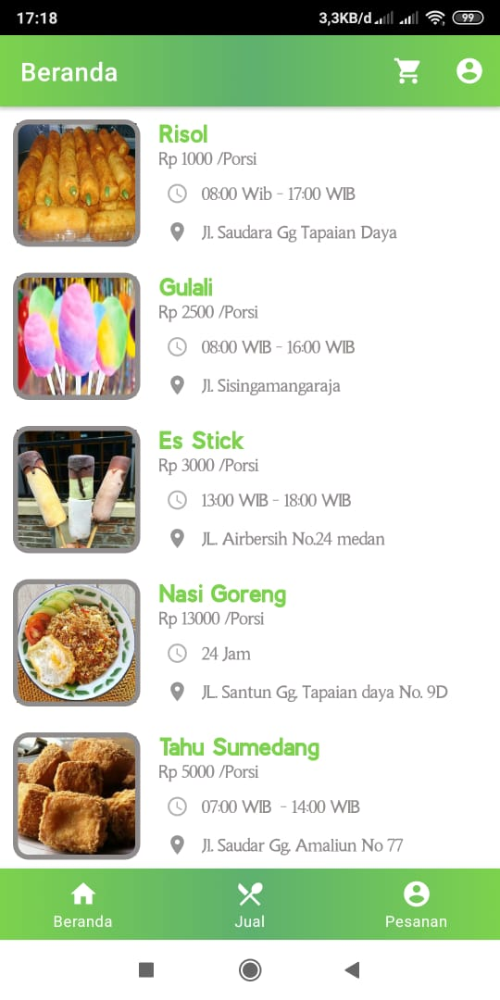 17:18
3,3KB/d
99
Beranda
Risol
Rp 1000 /Porsi
08:00 Wib - 17:00 WIB
Jl. Saudara Gg Tapaian Daya
Gulali
Rp 2500 /Porsi
08:00 WIB - 16:00 WIB
Jl. Sisingamangaraja
Es Stick
Rp 3000 /Porsi
13:00 WIB - 18:00 WIB
JL. Airbersih No.24 medan
Nasi Goreng
Rp 13000 /Porsi
24 Jam
JL. Santun Gg. Tapaian daya No. 9D
Tahu Sumedang
Rp 5000 /Porsi
07:00 WIB - 14:00 WIB
Jl. Saudar Gg. Amaliun No 77
Beranda
Jual
Pesanan